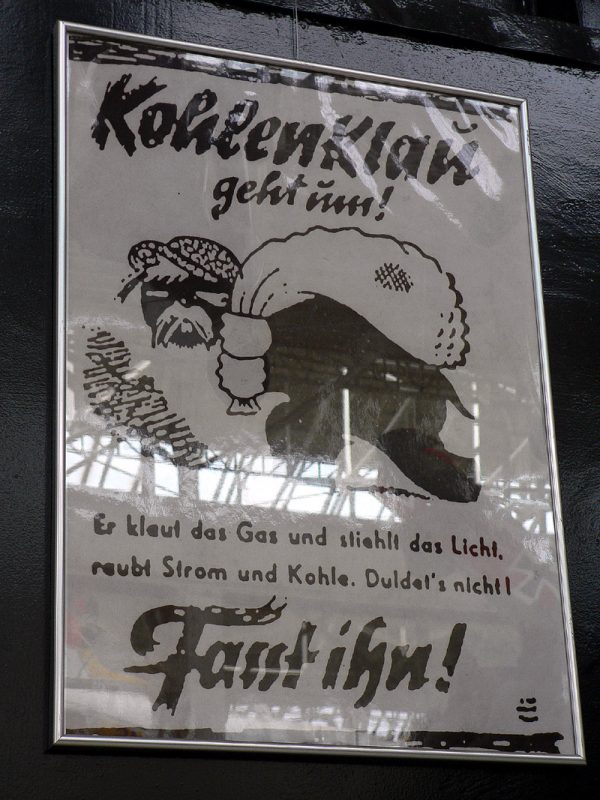 Kohlenklau
geht um!
Er klaut das Gas und stiehlt das Licht,
raubt Strom und Kohle. Duldet's nicht!
Fasst ihn!